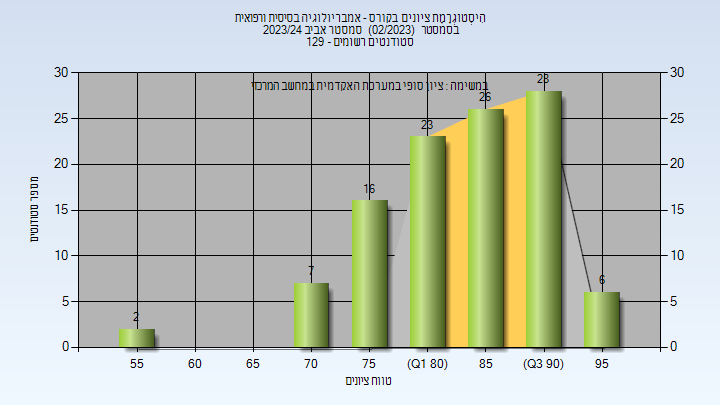 היסטוגרמת ציונים בקורס - אמבריולוגיה בסיסית ורפואית
בסמסטר (02) סמסטר אביב 2023/24
סטודנטים רשומים - 129
במשימה : ציון סופי במערכת האקדמית במחשב המרכזי
30 30
25 25
20 20
15 15
10 10
5 5
0 0
מספר סטודנטים
2 7 16 23 26 28 6
55 60 65 70 75 (Q1 80) 85 (Q3 90) 95
טווח ציונים